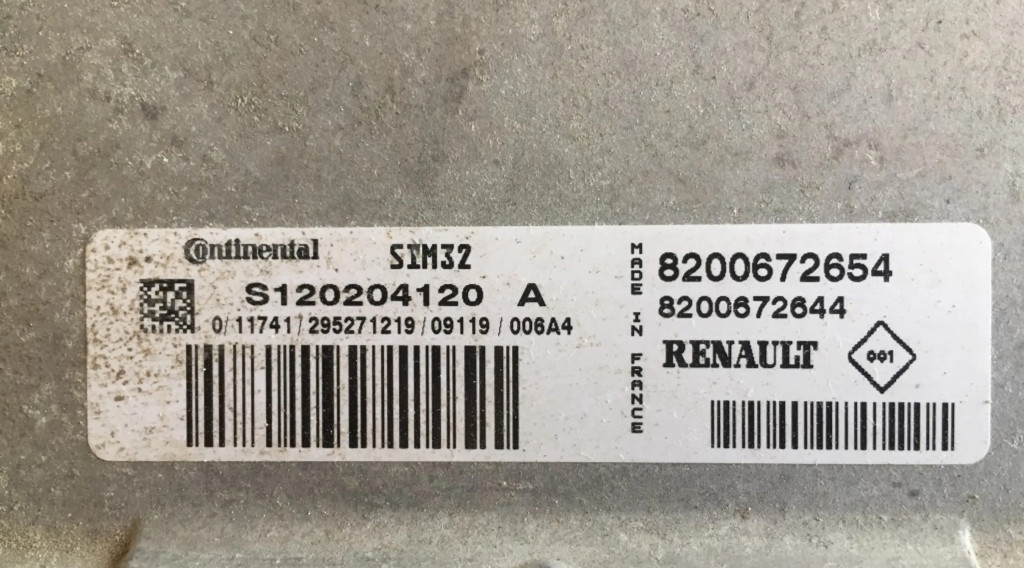 Continental SIM32
S120204120 A
0/11741/295271219/09119/006A4
MADE IN FRANCE
8200672654
8200672644
RENAULT 001